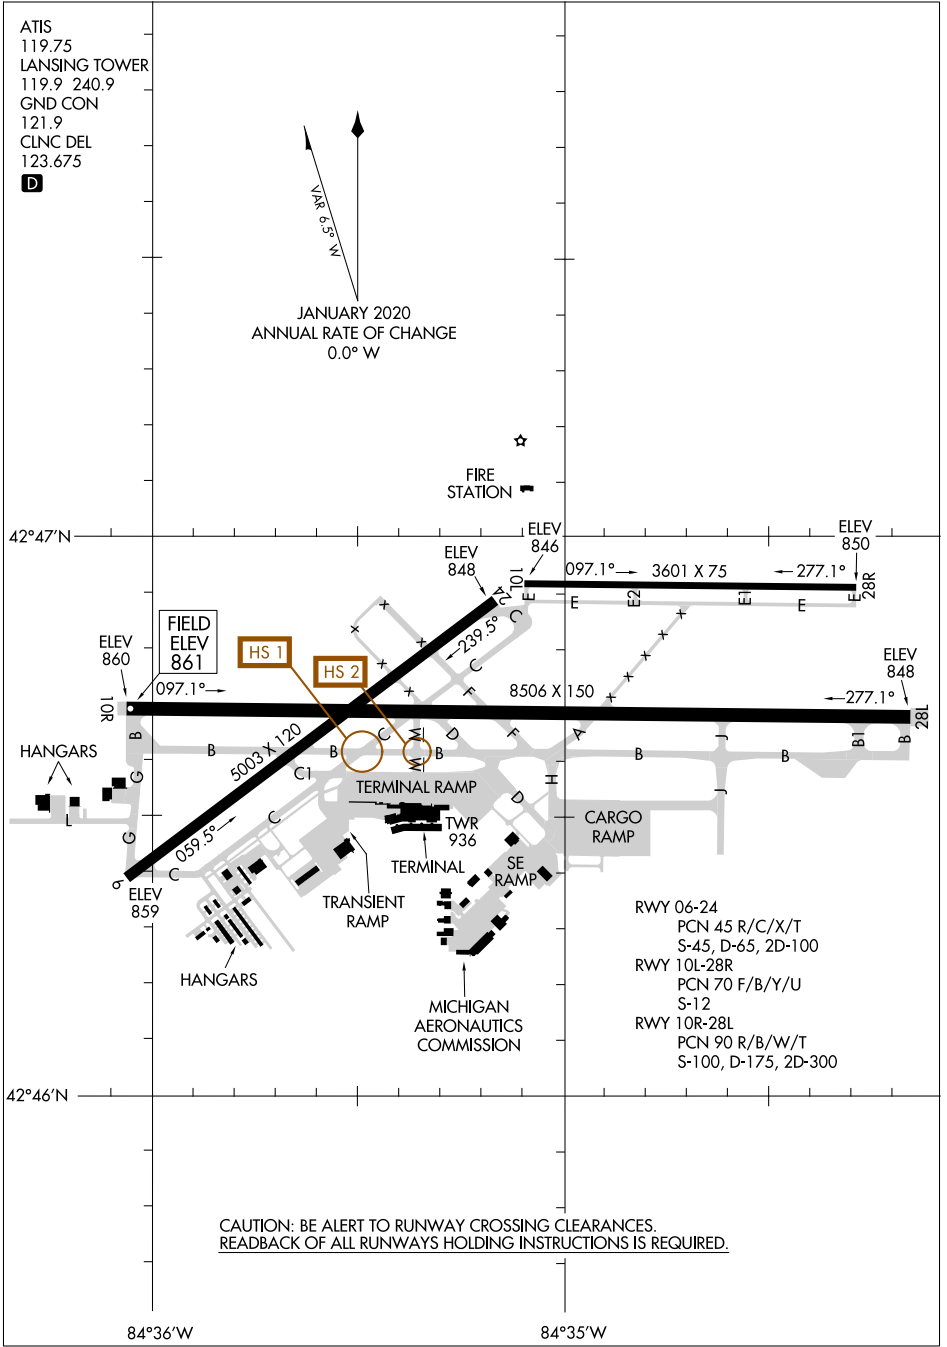 ATIS
119.75
LANSING TOWER
119.9 240.9
GND CON
121.9
CLNC DEL
123.675
D
VAR 6.5° W
JANUARY 2020
ANNUAL RATE OF CHANGE
0.0° W
FIRE
STATION
42°47'N
ELEV
846
ELEV
850
ELEV
848
10L
097.1°
3601 X 75
277.1°
28R
24
E
E
E2
E1
E
E
C
FIELD
ELEV
861
ELEV
860
HS 1
HS 2
239.5°
C
F
ELEV
848
10R
097.1°
8506 X 150
277.1°
28L
B
B
5003 X 120
B
C
W
W
B
D
F
A
B
J
B
B1
B
HANGARS
G
C1
TERMINAL RAMP
H
J
D
L
G
059.5°
C
TWR
936
CARGO
RAMP
TERMINAL
SE
RAMP
6
C
ELEV
859
TRANSIENT
RAMP
HANGARS
MICHIGAN
AERONAUTICS
COMMISSION
RWY 06-24
PCN 45 R/C/X/T
S-45, D-65, 2D-100
RWY 10L-28R
PCN 70 F/B/Y/U
S-12
RWY 10R-28L
PCN 90 R/B/W/T
S-100, D-175, 2D-300
42°46'N
CAUTION: BE ALERT TO RUNWAY CROSSING CLEARANCES.
READBACK OF ALL RUNWAYS HOLDING INSTRUCTIONS IS REQUIRED.
84°36'W
84°35'W